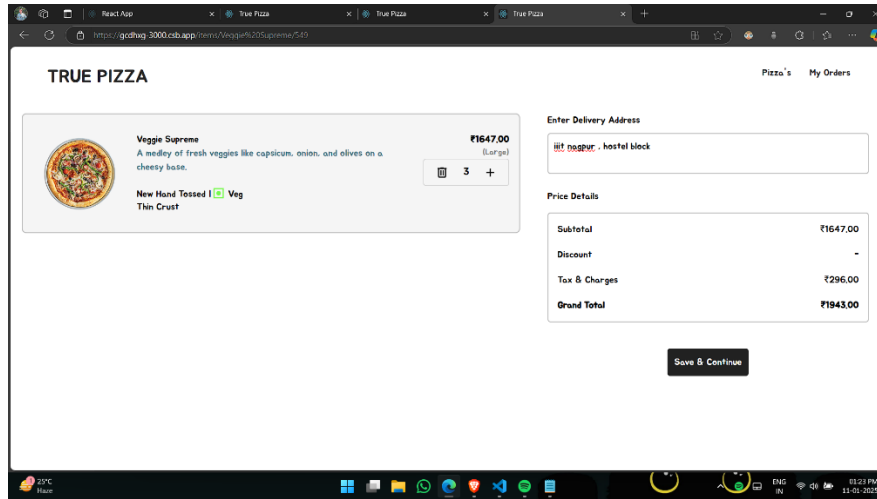 React App
True Pizza
True Pizza
True Pizza
https://gcdhxg-3000.csb.app/items/Veggie%20Supreme/549
TRUE PIZZA
Pizza's
My Orders
Veggie Supreme
₹1647.00
A medley of fresh veggies like capsicum, onion, and olives on a
(Large)
cheesy base.
3
New Hand Tossed | Veg
Thin Crust
Enter Delivery Address
iiit nagpur , hostel block
Price Details
Subtotal ₹1647.00
Discount -
Tax & Charges ₹296.00
Grand Total ₹1943.00
Save & Continue
25°C
Haze
ENG
IN
01:23 PM
11-01-2025